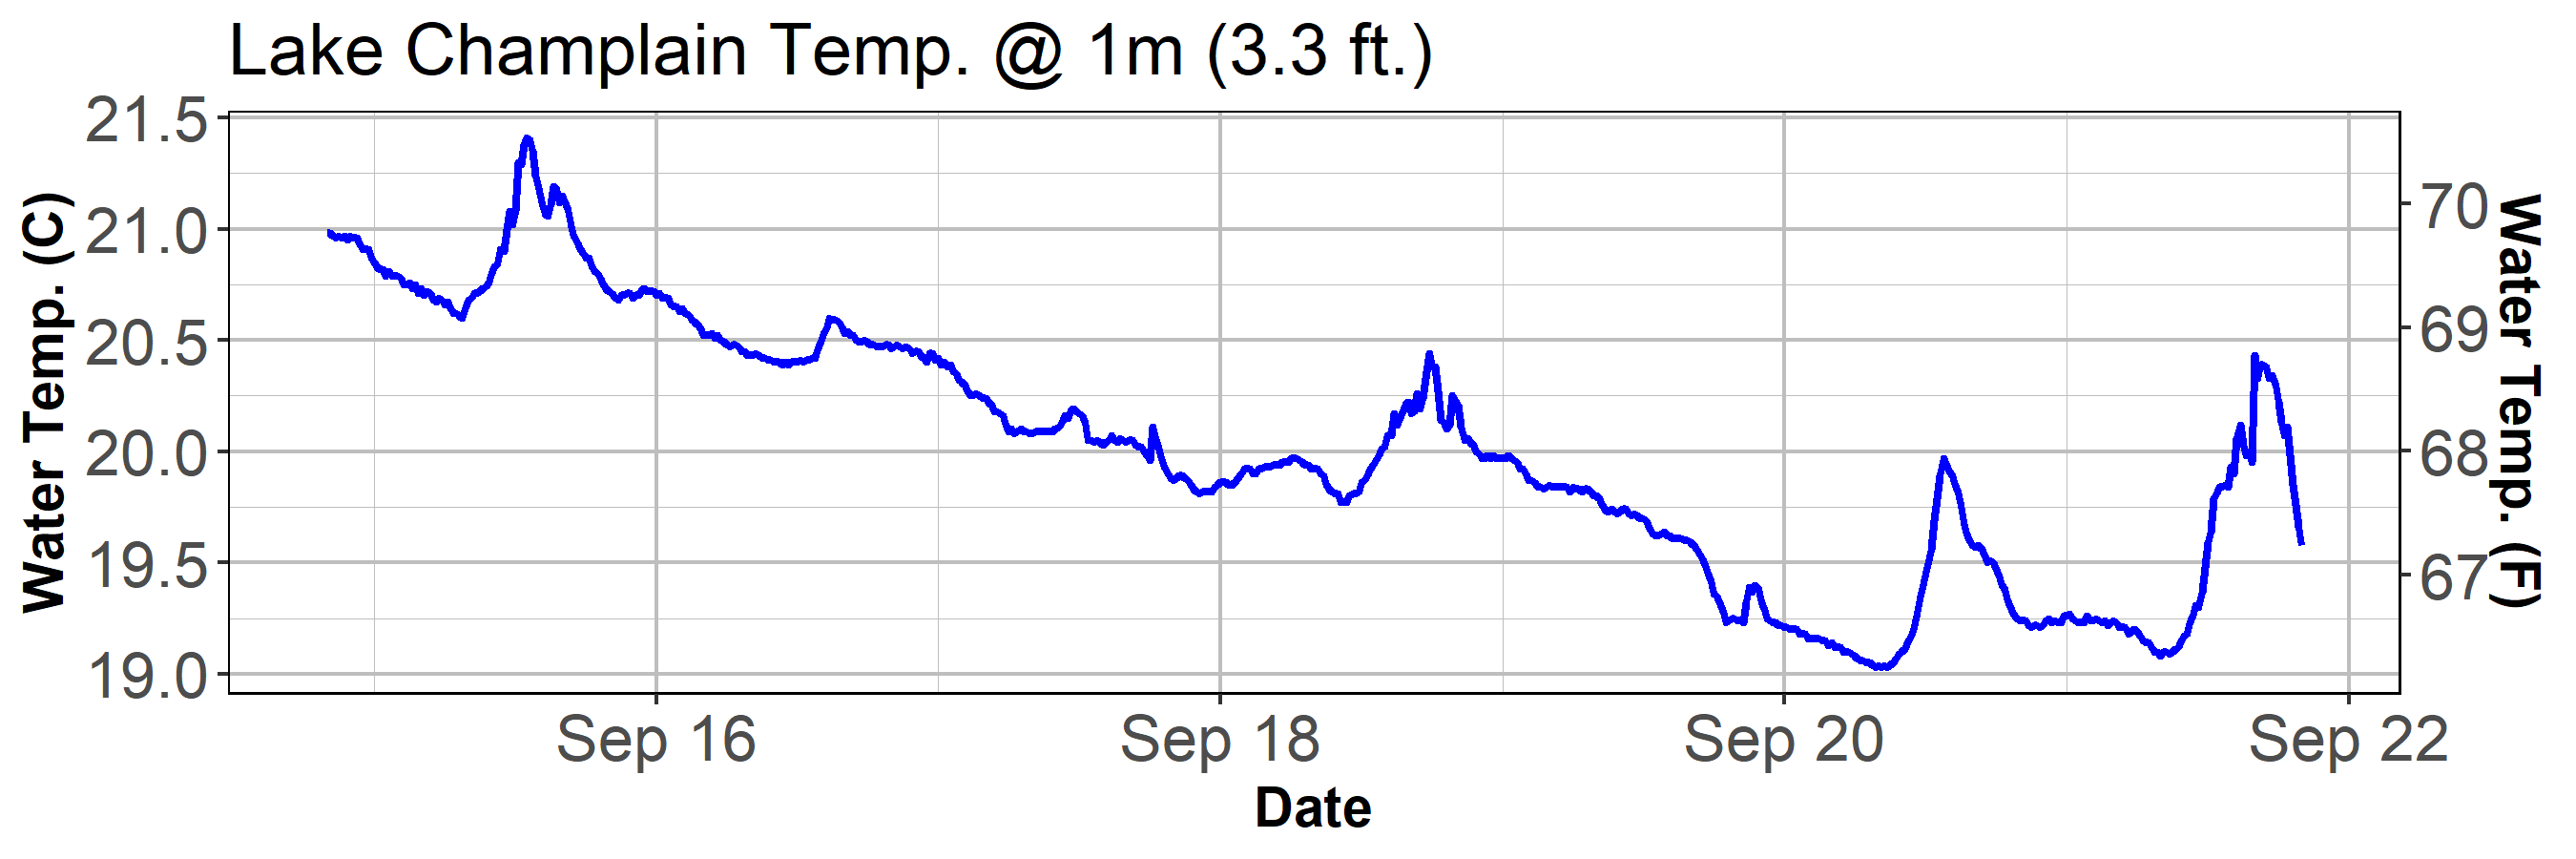 Lake Champlain Temp. @ 1m (3.3 ft.)
Water Temp. (C)
21.5
21.0
20.5
20.0
19.5
19.0
70
69
68
67
Water Temp. (F)
Sep 16
Sep 18
Sep 20
Sep 22
Date